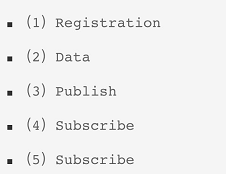 ▪ (1) Registration
▪ (2) Data
▪ (3) Publish
▪ (4) Subscribe
▪ (5) Subscribe